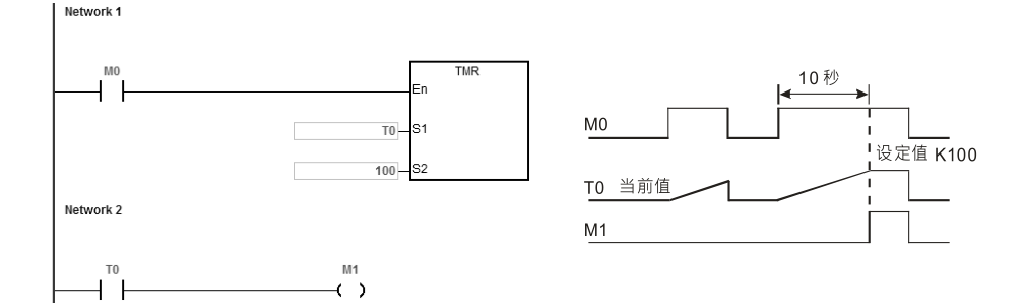 Network 1
M0
TMR
En
T0 S1
100 S2
Network 2
T0
M1
10 秒
M0
设定值 K100
T0 当前值
M1